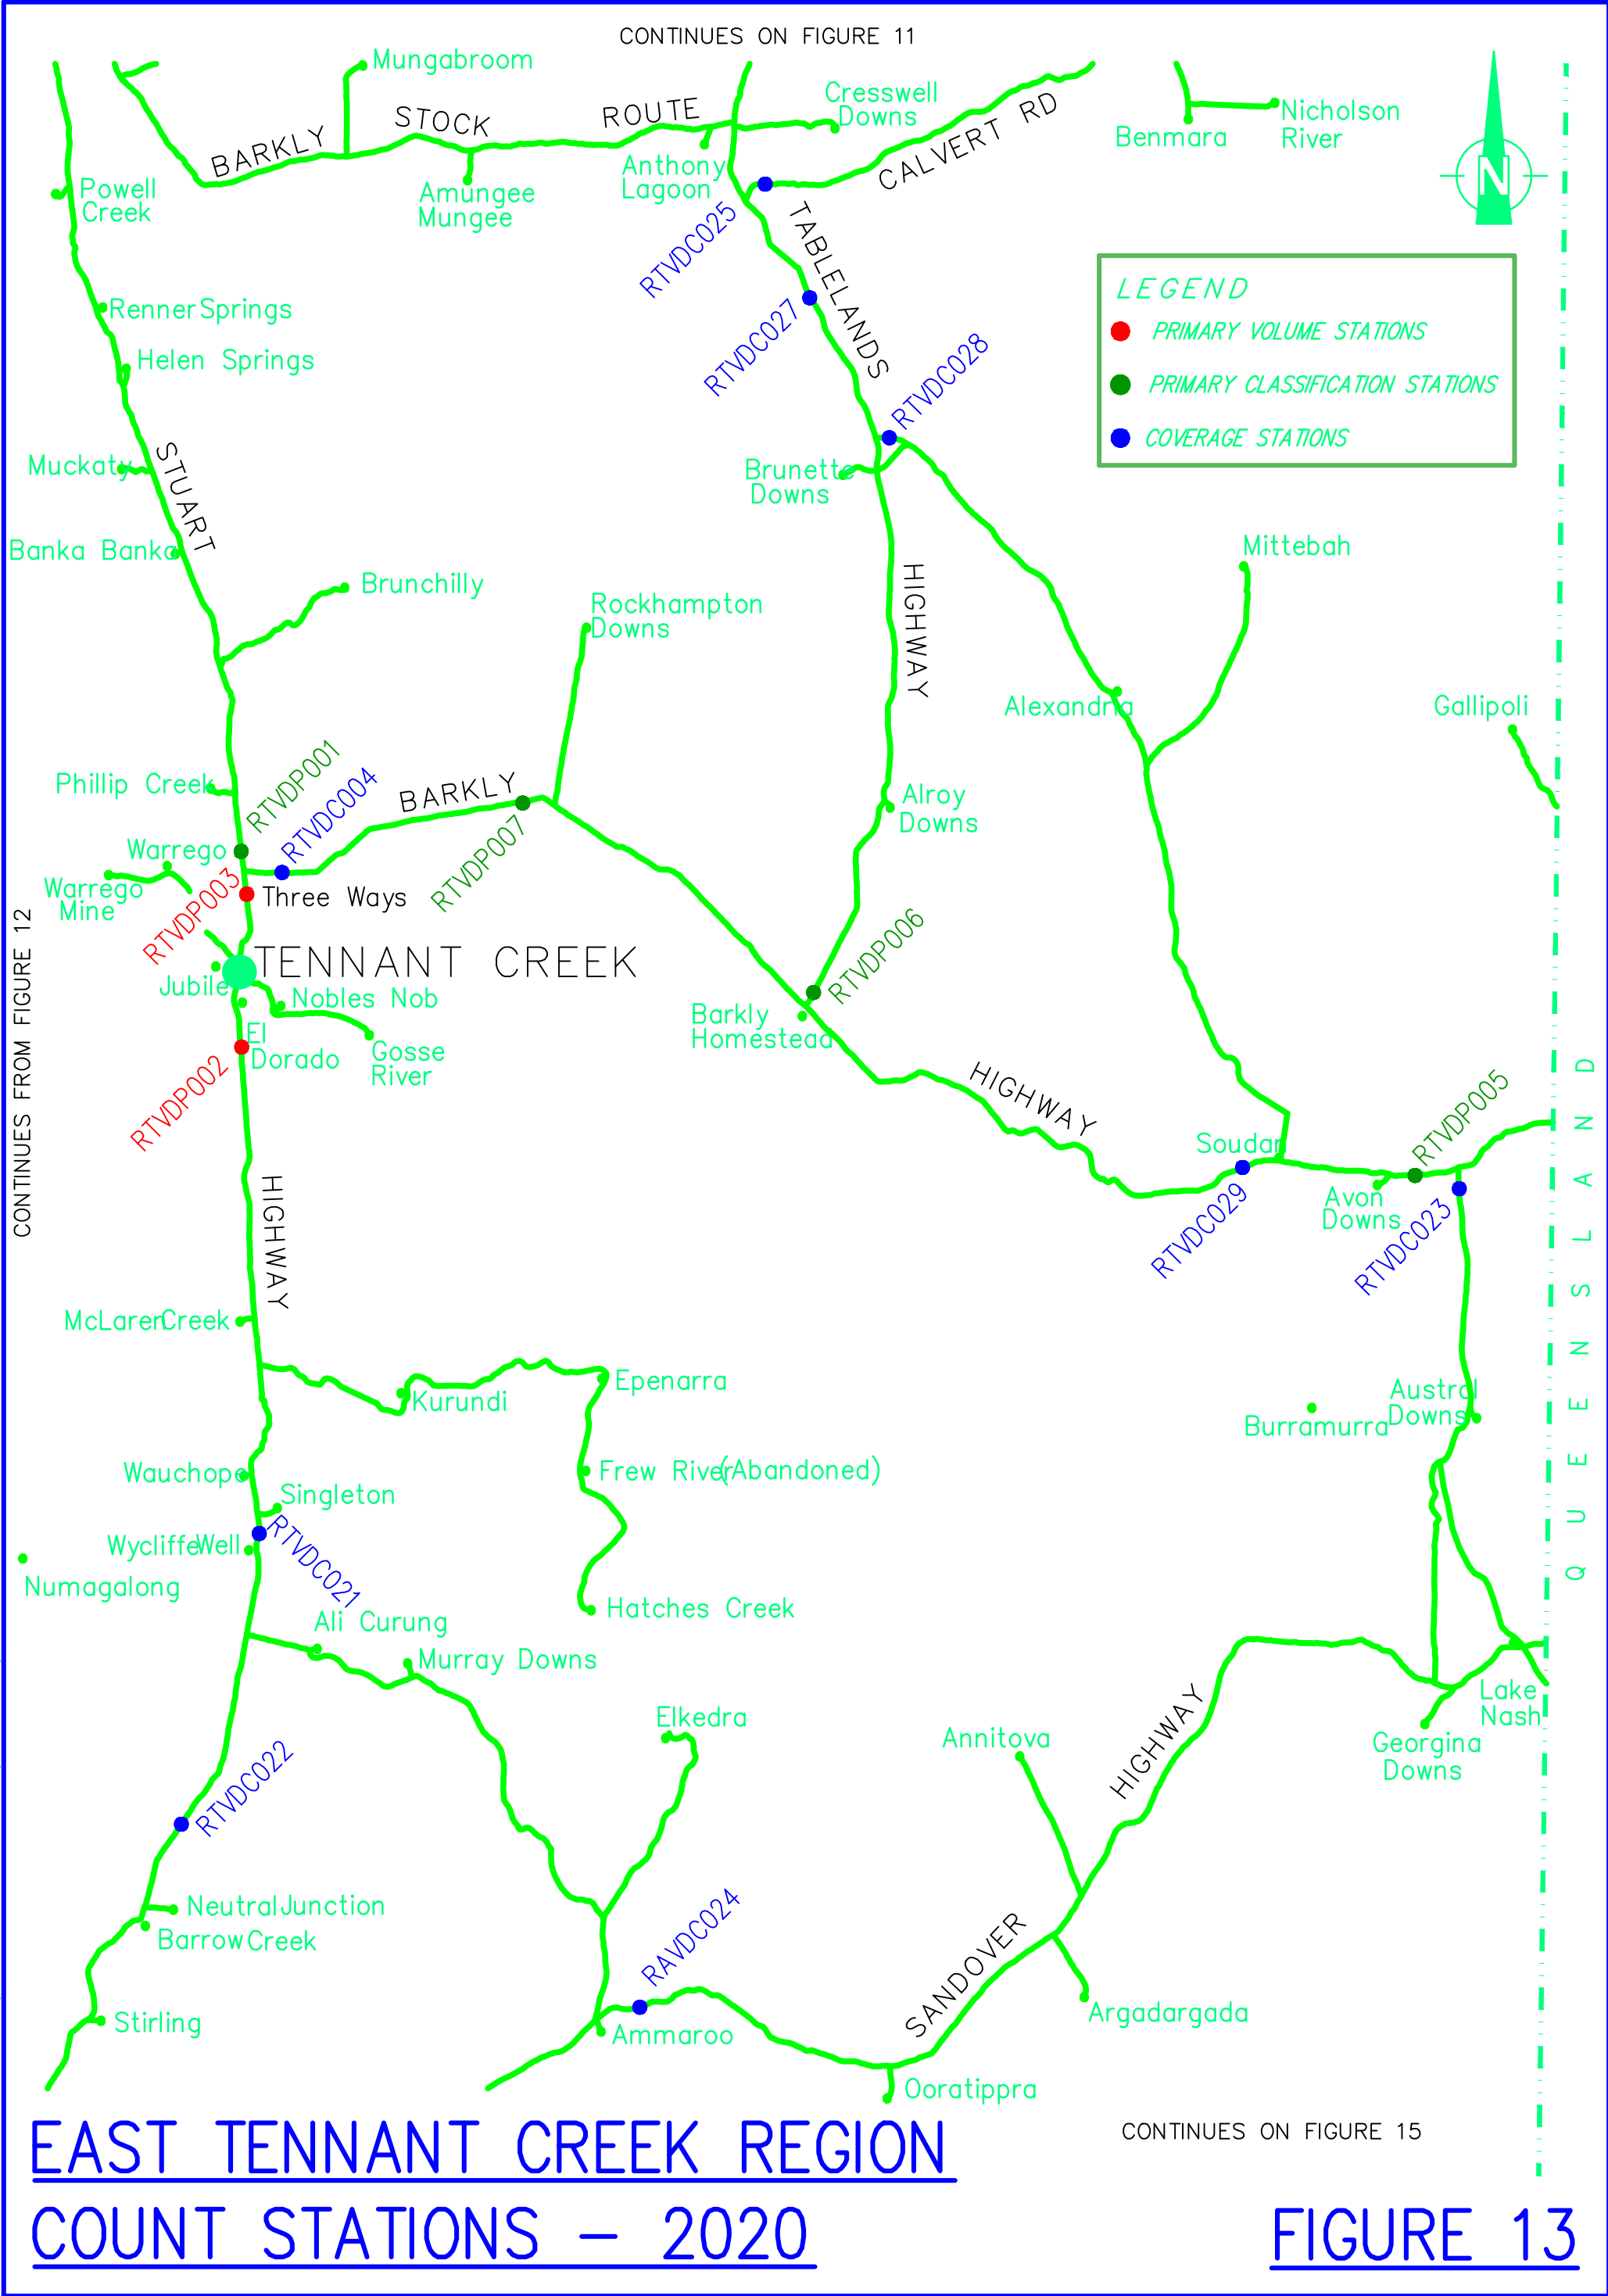 CONTINUES ON FIGURE 11
Mungabroom
BARKLY STOCK ROUTE
Cresswell
Downs
CALVERT RD
Nicholson
River
Benmara
Anthony
Lagoon
Amungee
Mungee
Powell
Creek
N
RTVDC025
TABLELANDS
RTVDC027
LEGEND
PRIMARY VOLUME STATIONS
PRIMARY CLASSIFICATION STATIONS
COVERAGE STATIONS
Renner Springs
Helen Springs
RTVDC028
Muckaty
STUART
Brunette
Downs
Banka Banka
Mittebah
Brunchilly
HIGHWAY
Rockhampton
Downs
Alexandria
Gallipoli
Phillip Creek
RTVDP001
RTVDC004
BARKLY
RTVDP007
Alroy
Downs
Warrego
Warrego
Mine
RTVDP003
Three Ways
CONTINUES FROM FIGURE 12
TENNANT CREEK
RTVDP006
Jubile
Nobles Nob
Barkly
Homestead
El
Dorado
Gosse
River
RTVDP002
HIGHWAY
RTVDP005
Soudan
Avon
Downs
RTVDC029
RTVDC023
QUEENSLAND
HIGHWAY
McLaren Creek
Epenarra
Kurundi
Austral
Downs
Burramurra
Wauchope
Frew River (Abandoned)
Singleton
Wycliffe Well
RTVDC021
Numagalong
Hatches Creek
Ali Curung
Murray Downs
Lake
Nash
Elkedra
Annitova
HIGHWAY
Georgina
Downs
RTVDC022
Neutral Junction
Barrow Creek
RAVDC024
SANDOVER
Stirling
Ammaroo
Argadargada
Ooratippra
CONTINUES ON FIGURE 15
EAST TENNANT CREEK REGION
COUNT STATIONS - 2020
FIGURE 13